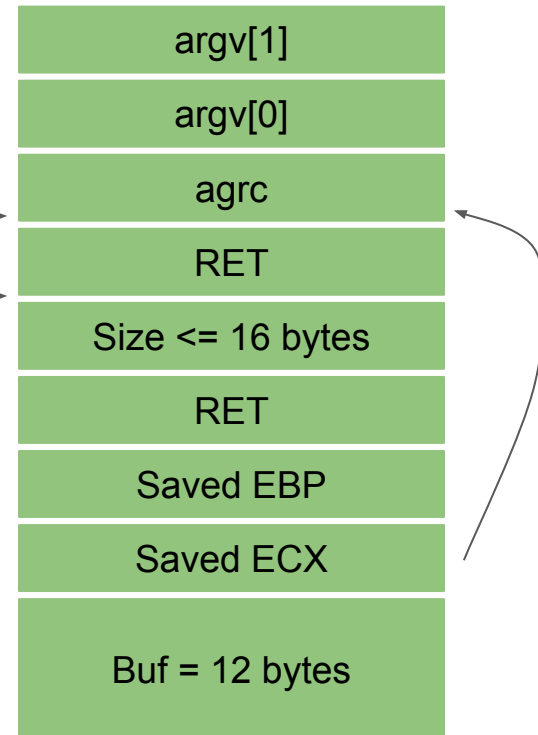 argv[1]
argv[0]
agrc
RET
Size <= 16 bytes
RET
Saved EBP
Saved ECX
Buf = 12 bytes